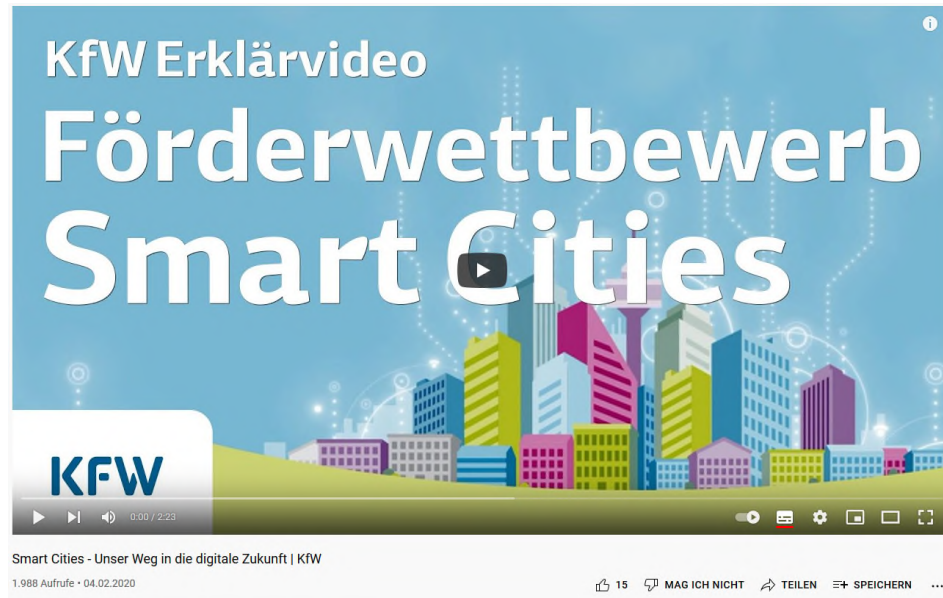 KfW Erklärvideo
Förderwettbewerb
Smart Cities
KFW
0:00 / 2:23
Smart Cities - Unser Weg in die digitale Zukunft | KfW
1.988 Aufrufe • 04.02.2020
15 MAG ICH NICHT TEILEN SPEICHERN